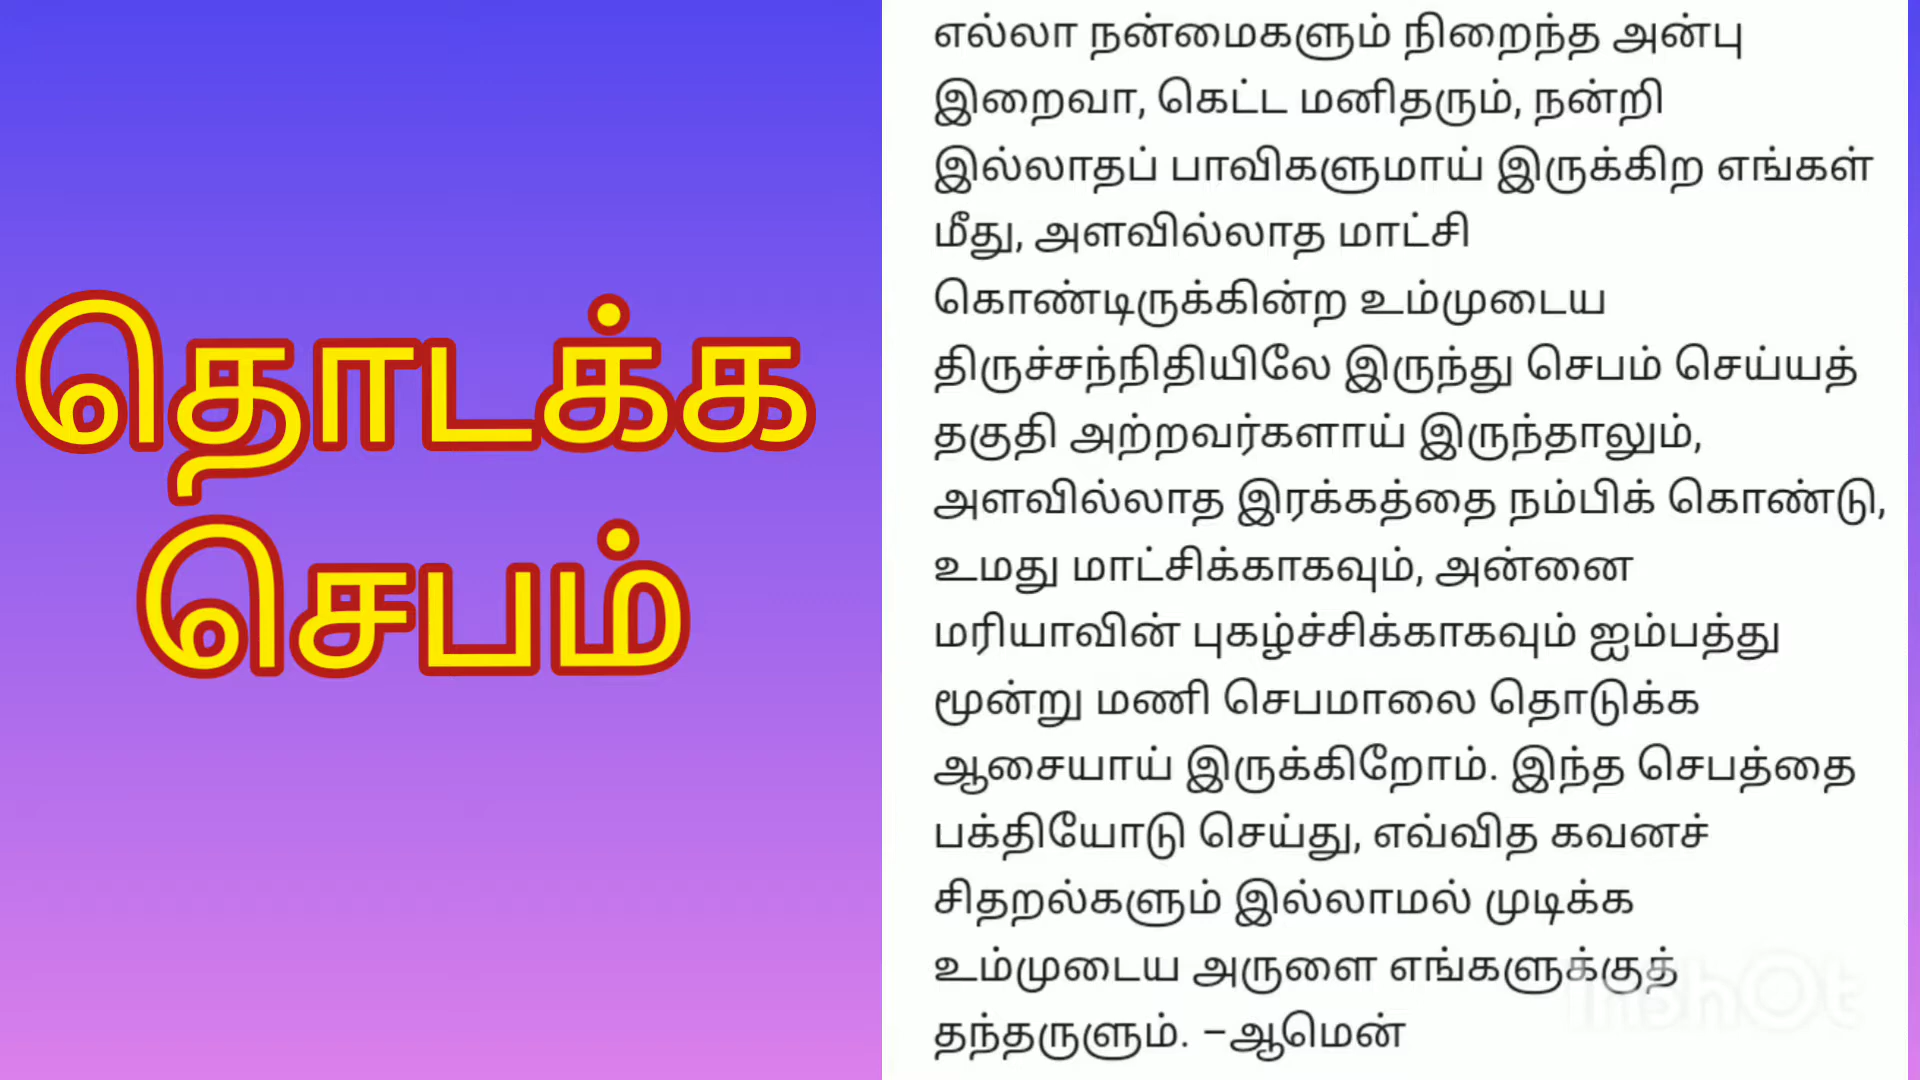 தொடக்க
செபம்
எல்லா நன்மைகளும் நிறைந்த அன்பு
இறைவா, கெட்ட மனிதரும், நன்றி
இல்லாதப் பாவிகளுமாய் இருக்கிற எங்கள்
மீது, அளவில்லாத மாட்சி
கொண்டிருக்கின்ற உம்முடைய
திருச்சந்நிதியிலே இருந்து செபம் செய்யத்
தகுதி அற்றவர்களாய் இருந்தாலும்,
அளவில்லாத இரக்கத்தை நம்பிக் கொண்டு,
உமது மாட்சிக்காகவும், அன்னை
மரியாவின் புகழ்ச்சிக்காகவும் ஐம்பத்து
மூன்று மணி செபமாலை தொடுக்க
ஆசையாய் இருக்கிறோம். இந்த செபத்தை
பக்தியோடு செய்து, எவ்வித கவனச்
சிதறல்களும் இல்லாமல் முடிக்க
உம்முடைய அருளை எங்களுக்குத்
தந்தருளும். –ஆமென்
InShOt